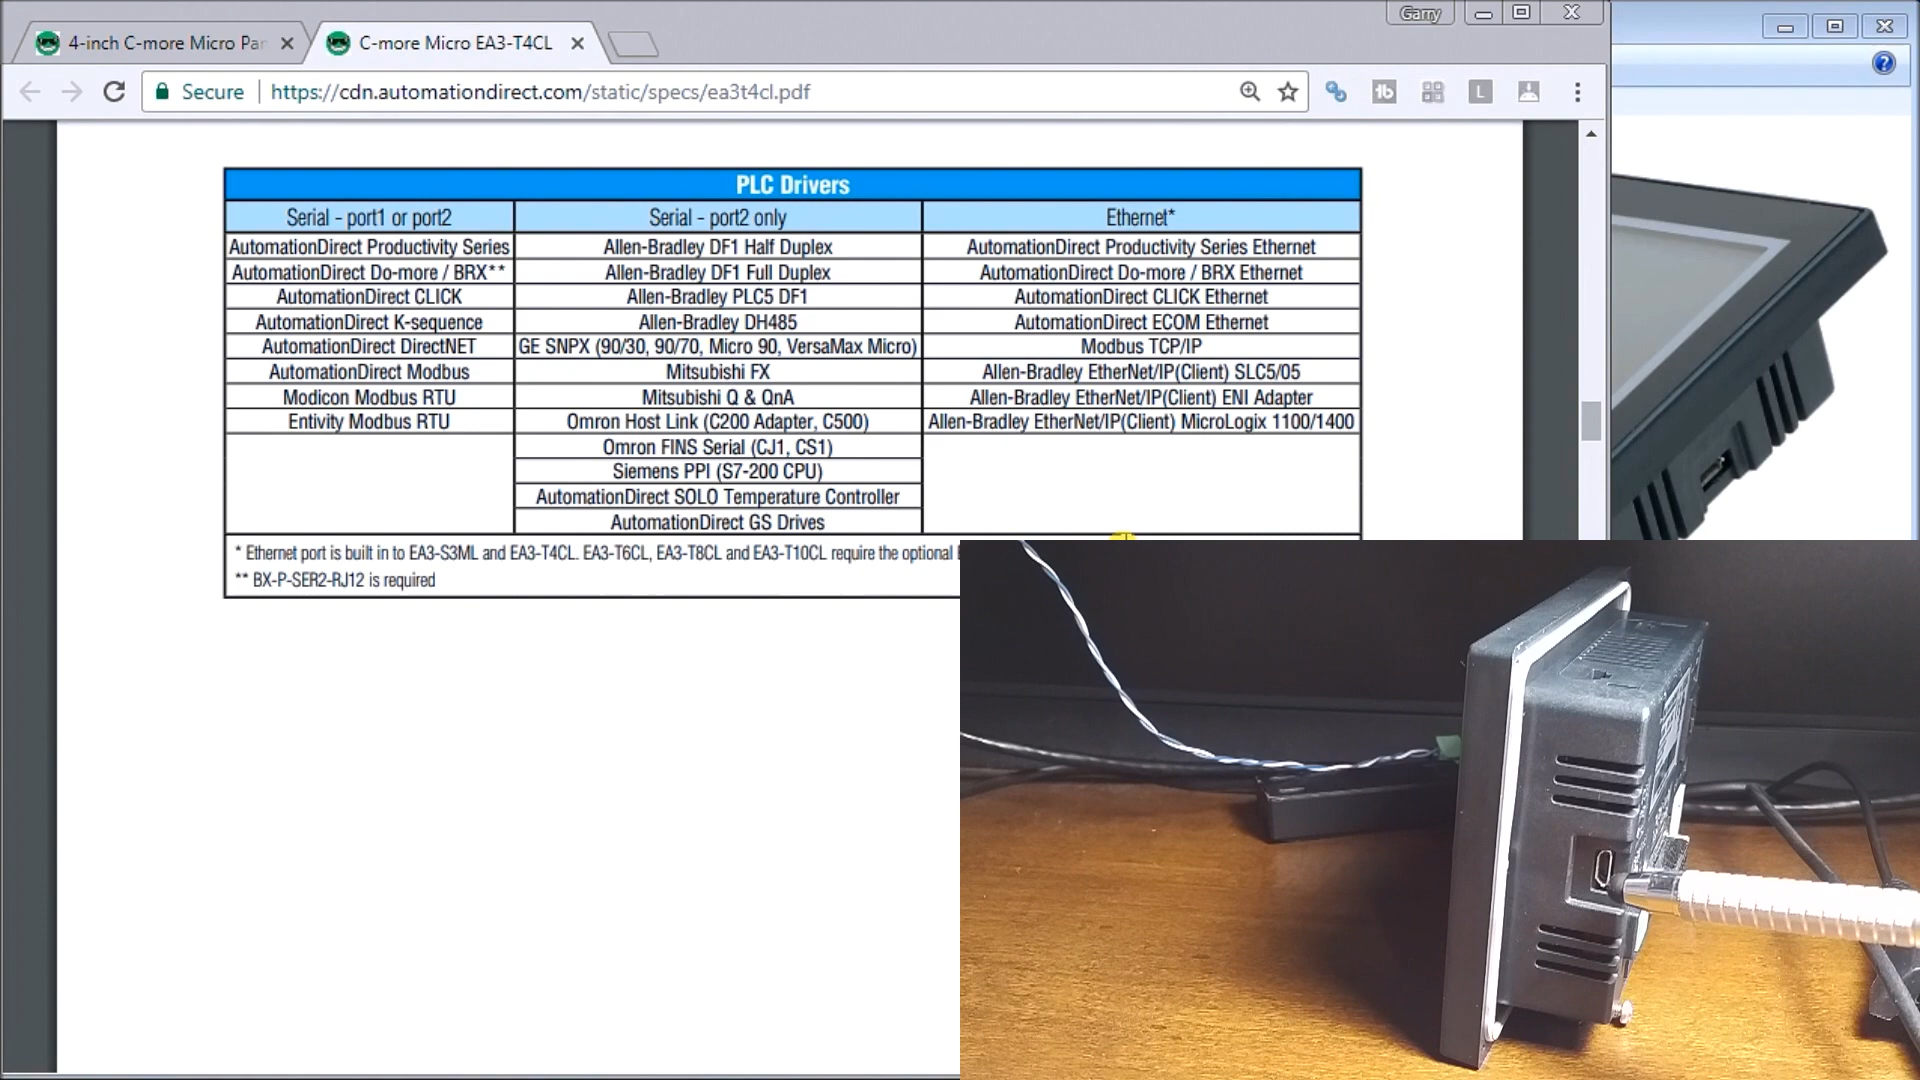 Garry
4-inch C-more Micro Pan
C-more Micro EA3-T4CL
Secure
https://cdn.automationdirect.com/static/specs/ea3t4cl.pdf
L
PLC Drivers
Serial - port1 or port2
Serial - port2 only
Ethernet*
AutomationDirect Productivity Series
Allen-Bradley DF1 Half Duplex
AutomationDirect Productivity Series Ethernet
AutomationDirect Do-more / BRX**
Allen-Bradley DF1 Full Duplex
AutomationDirect Do-more / BRX Ethernet
AutomationDirect CLICK
Allen-Bradley PLC5 DF1
AutomationDirect CLICK Ethernet
AutomationDirect K-sequence
Allen-Bradley DH485
AutomationDirect ECOM Ethernet
AutomationDirect DirectNET
GE SNPX (90/30, 90/70, Micro 90, VersaMax Micro)
Modbus TCP/IP
AutomationDirect Modbus
Mitsubishi FX
Allen-Bradley EtherNet/IP(Client) SLC5/05
Modicon Modbus RTU
Mitsubishi Q & QnA
Allen-Bradley EtherNet/IP(Client) ENI Adapter
Entivity Modbus RTU
Omron Host Link (C200 Adapter, C500)
Allen-Bradley EtherNet/IP(Client) MicroLogix 1100/1400
Omron FINS Serial (CJ1, CS1)
Siemens PPI (S7-200 CPU)
AutomationDirect SOLO Temperature Controller
AutomationDirect GS Drives
* Ethernet port is built in to EA3-S3ML and EA3-T4CL. EA3-T6CL, EA3-T8CL and EA3-T10CL require the optional
** BX-P-SER2-RJ12 is required